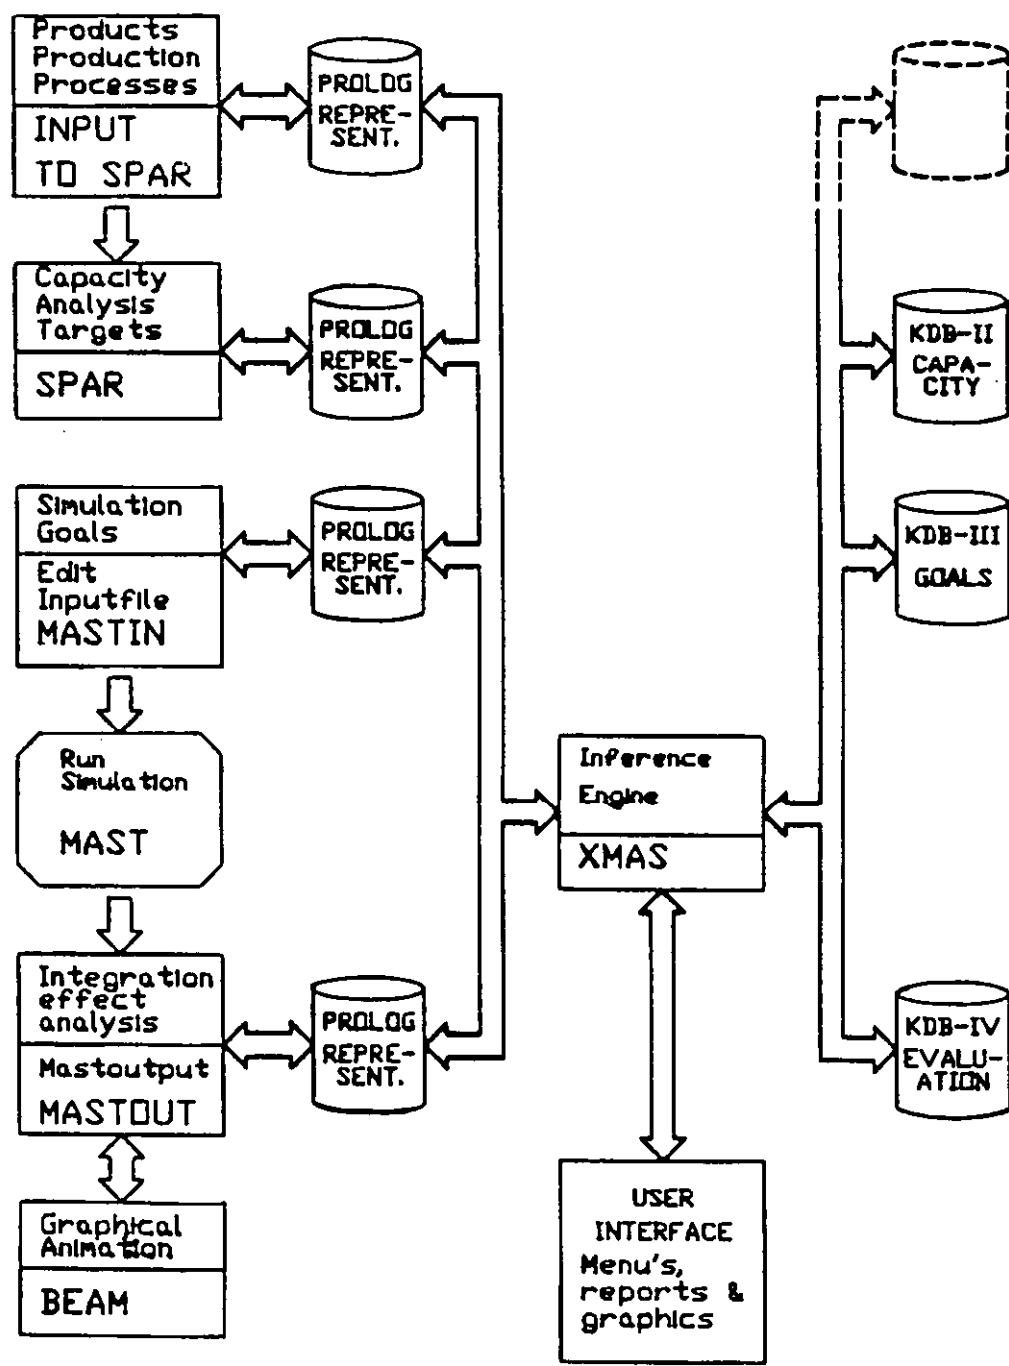 Products
Production
Processes
INPUT
TO SPAR
PROLOG
REPRE-
SENT.
Capacity
Analysis
Targets
SPAR
PROLOG
REPRE-
SENT.
KDB-II
CAPA-
CITY
Simulation
Goals
Edit
Inputfile
MASTIN
PROLOG
REPRE-
SENT.
KDB-III
GOALS
Run
Simulation
MAST
Inference
Engine
XMAS
Integration
effect
analysis
Mastoutput
MASTOUT
PROLOG
REPRE-
SENT.
KDB-IV
EVALU-
ATION
Graphical
Animation
BEAM
USER
INTERFACE
Menu's,
reports &
graphics